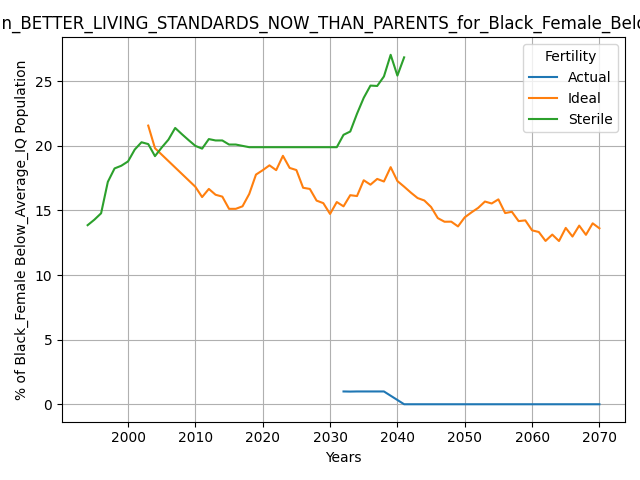 n_BETTER_LIVING_STANDARDS_NOW_THAN_PARENTS_for_Black_Female_Belo
% of Black_Female Below_Average_IQ Population
25
20
15
10
5
0
Fertility
Actual
Ideal
Sterile
2000 2010 2020 2030 2040 2050 2060 2070
Years